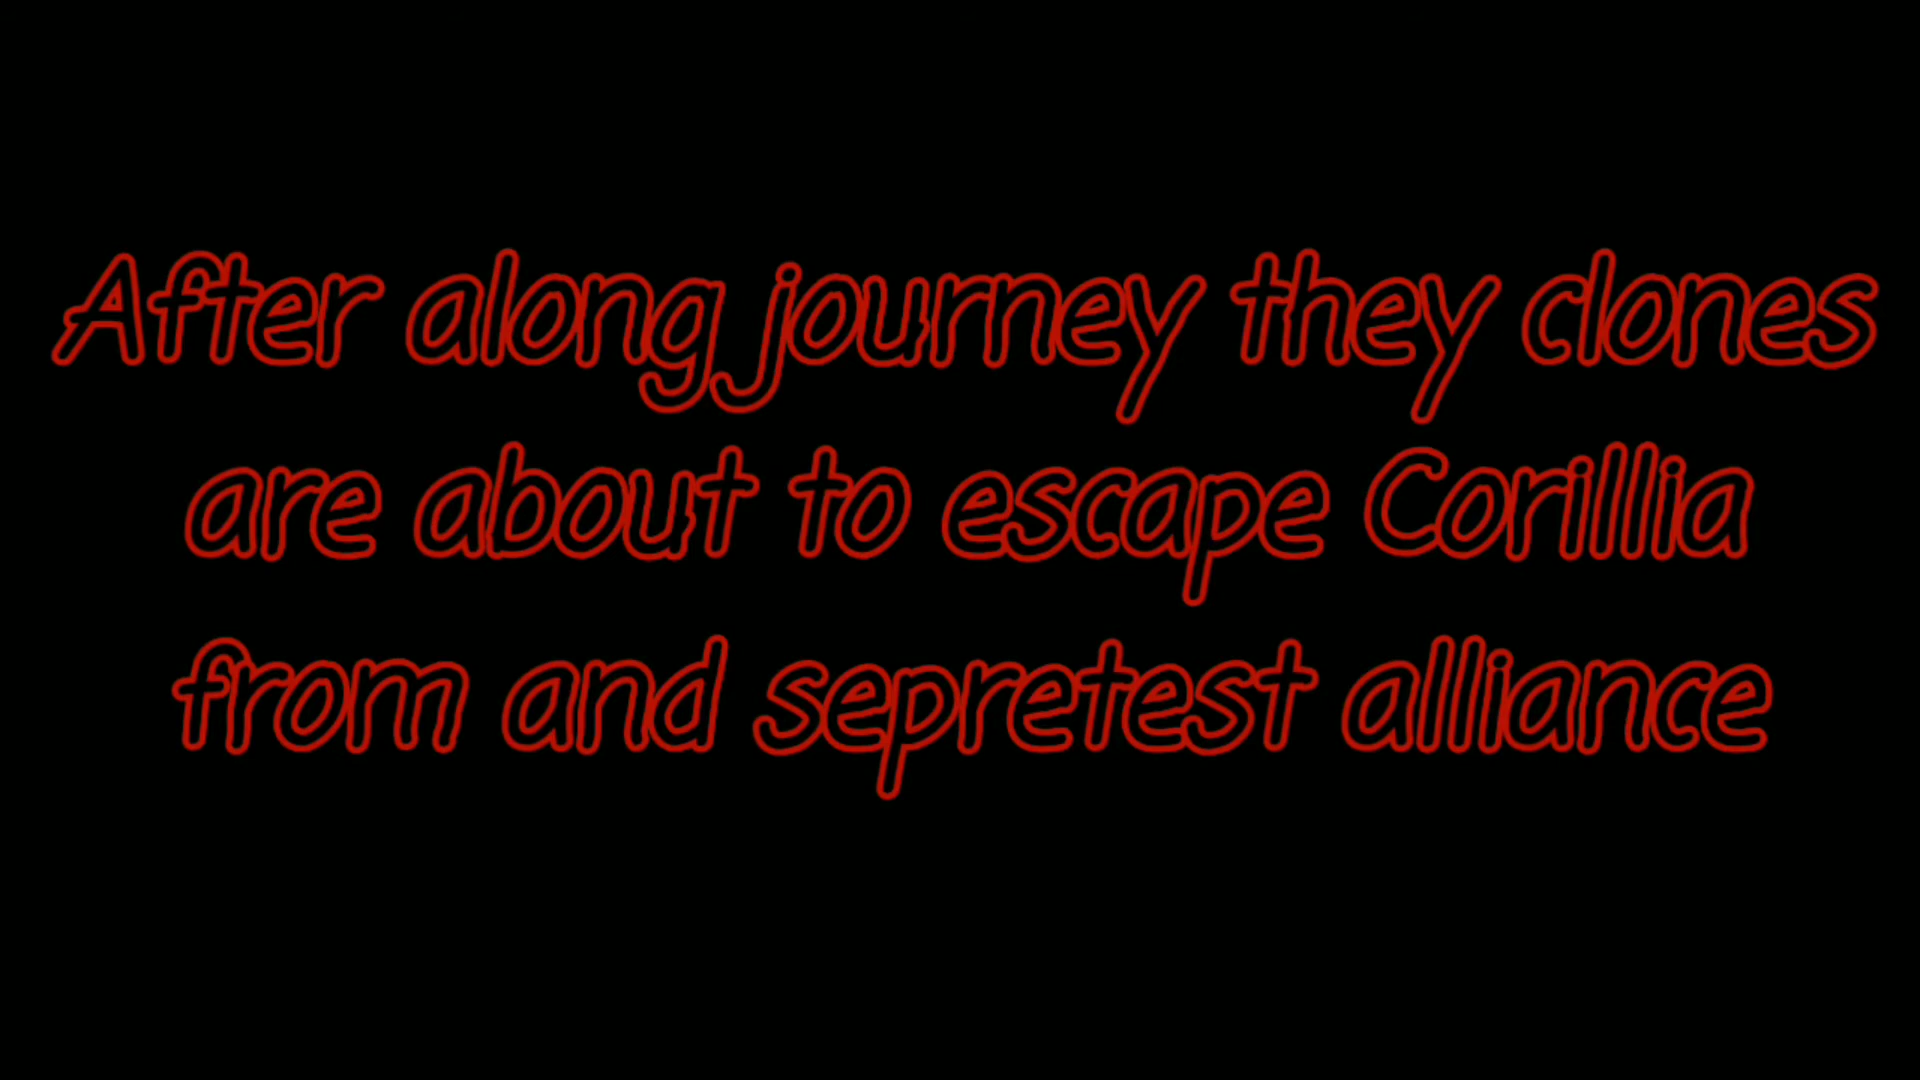 After along journey they clones
are about to escape Corillia
from and sepretest alliance